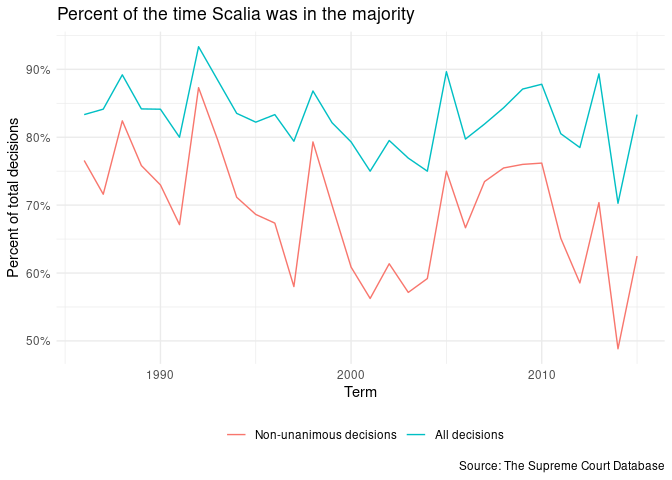 Percent of the time Scalia was in the majority
Percent of total decisions
90%
80%
70%
60%
50%
1990 2000 2010
Term
Non-unanimous decisions All decisions
Source: The Supreme Court Database